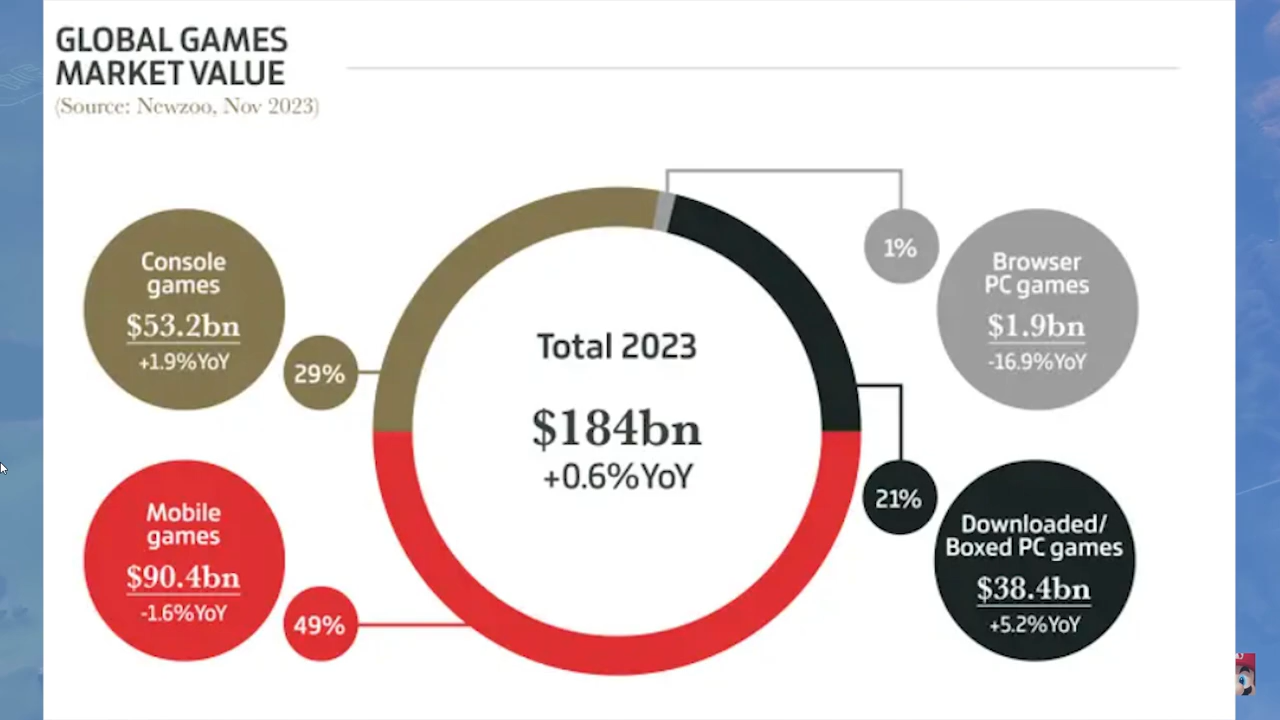 GLOBAL GAMES
MARKET VALUE
(Source: Newzoo, Nov 2023)
Console
games
$53.2bn
+1.9%YoY
29%
Mobile
games
$90.4bn
-1.6%YoY
49%
Total 2023
$184bn
+0.6%YoY
1%
Browser
PC games
$1.9bn
-16.9%YoY
21%
Downloaded/
Boxed PC games
$38.4bn
+5.2%YoY